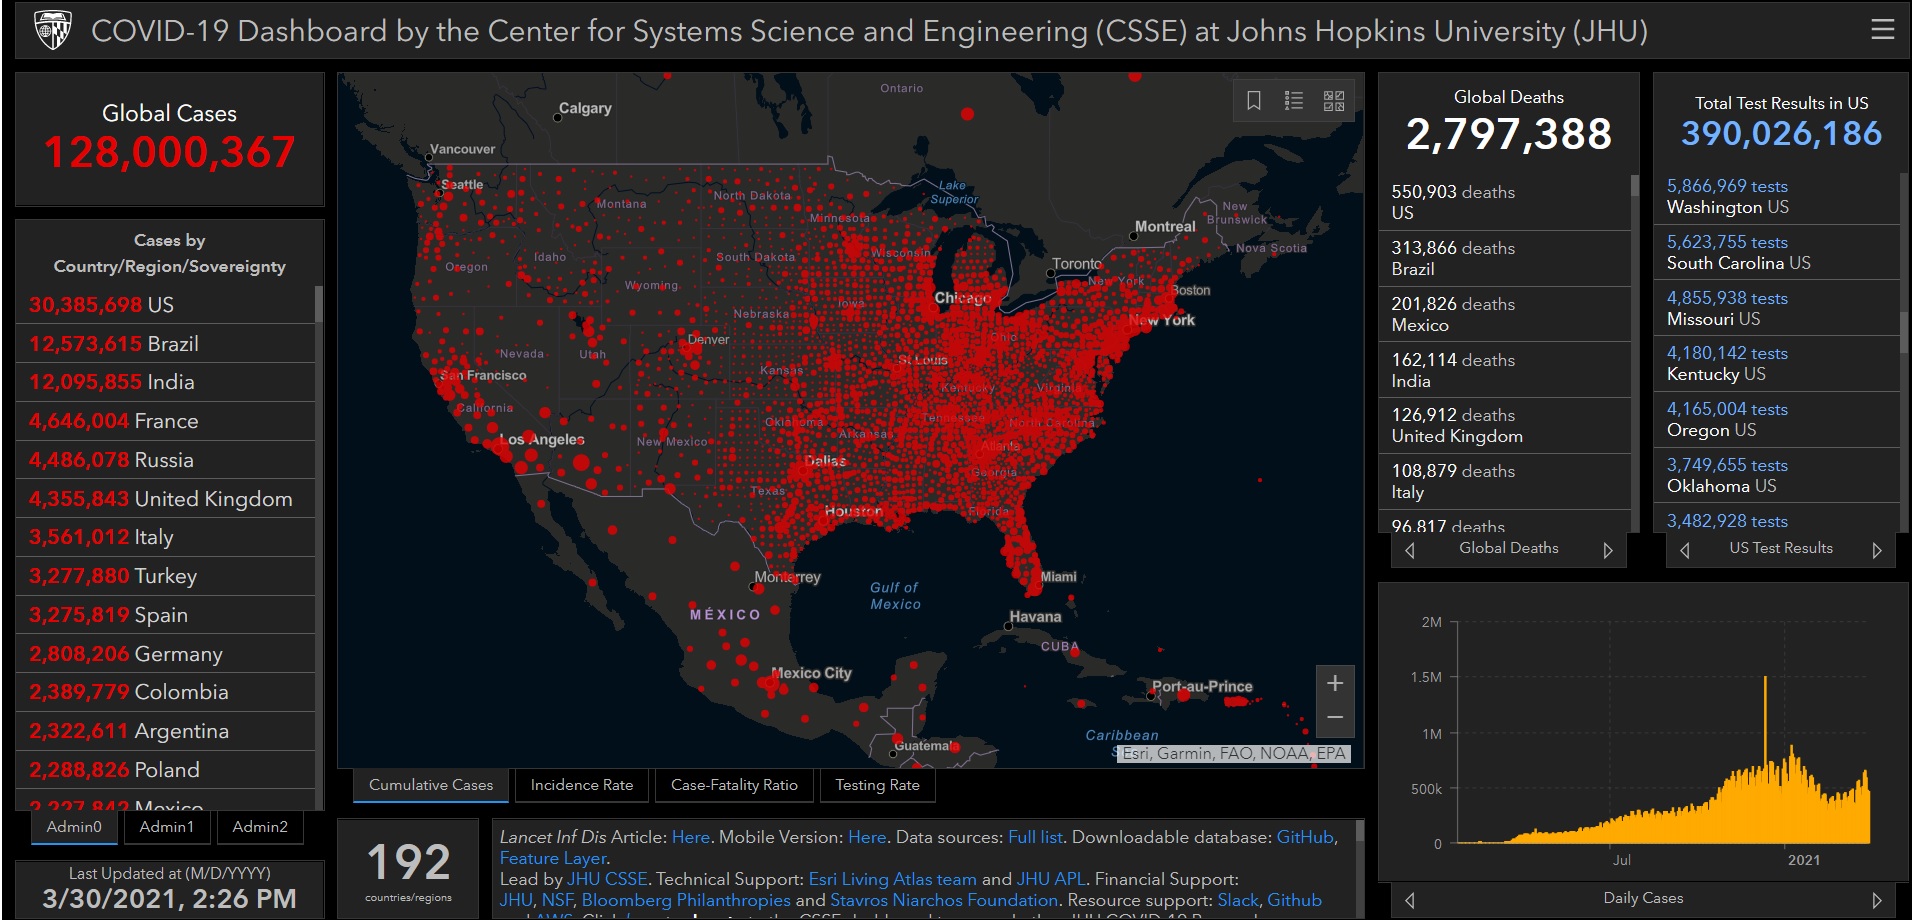 COVID-19 Dashboard by the Center for Systems Science and Engineering (CSSE) at Johns Hopkins University (JHU)
Global Cases
128,000,367
Cases by
Country/Region/Sovereignty
30,385,698 US
12,573,615 Brazil
12,095,855 India
4,646,004 France
4,486,078 Russia
4,355,843 United Kingdom
3,561,012 Italy
3,277,880 Turkey
3,275,819 Spain
2,808,206 Germany
2,389,779 Colombia
2,322,611 Argentina
2,288,826 Poland
2,227,842 Mexico
Admin0
Admin1
Admin2
Last Updated at (M/D/YYYY)
3/30/2021, 2:26 PM
Ontario
Calgary
Vancouver
Seattle
Lake
Superior
North Dakota
Montana
Minnesota
New
Brunswick
Montreal
Nova Scotia
Wisconsin
South Dakota
Oregon
Idaho
Toronto
Wyoming
New York
Boston
Chicago
Iowa
Nebraska
New York
Ohio
Denver
Nevada
Utah
St Louis
Kansas
San Francisco
Kentucky
Virginia
California
Tennessee
North Carolina
Oklahoma
Arkansas
Los Angeles
New Mexico
Atlanta
Dallas
Georgia
Texas
Houston
Florida
Monterrey
Miami
Gulf of
Mexico
MÉXICO
Havana
CUBA
Mexico City
Port-au-Prince
Caribbean
Guatemala
Esri, Garmin, FAO, NOAA, EPA
Cumulative Cases
Incidence Rate
Case-Fatality Ratio
Testing Rate
192
countries/regions
Lancet Inf Dis Article: Here. Mobile Version: Here. Data sources: Full list. Downloadable database: GitHub,
Feature Layer.
Lead by JHU CSSE. Technical Support: Esri Living Atlas team and JHU APL. Financial Support:
JHU, NSF, Bloomberg Philanthropies and Stavros Niarchos Foundation. Resource support: Slack, Github
Global Deaths
2,797,388
550,903 deaths
US
313,866 deaths
Brazil
201,826 deaths
Mexico
162,114 deaths
India
126,912 deaths
United Kingdom
108,879 deaths
Italy
96,817 deaths
Global Deaths
Total Test Results in US
390,026,186
5,866,969 tests
Washington US
5,623,755 tests
South Carolina US
4,855,938 tests
Missouri US
4,180,142 tests
Kentucky US
4,165,004 tests
Oregon US
3,749,655 tests
Oklahoma US
3,482,928 tests
US Test Results
2M
1.5M
1M
500k
0
Jul
2021
Daily Cases